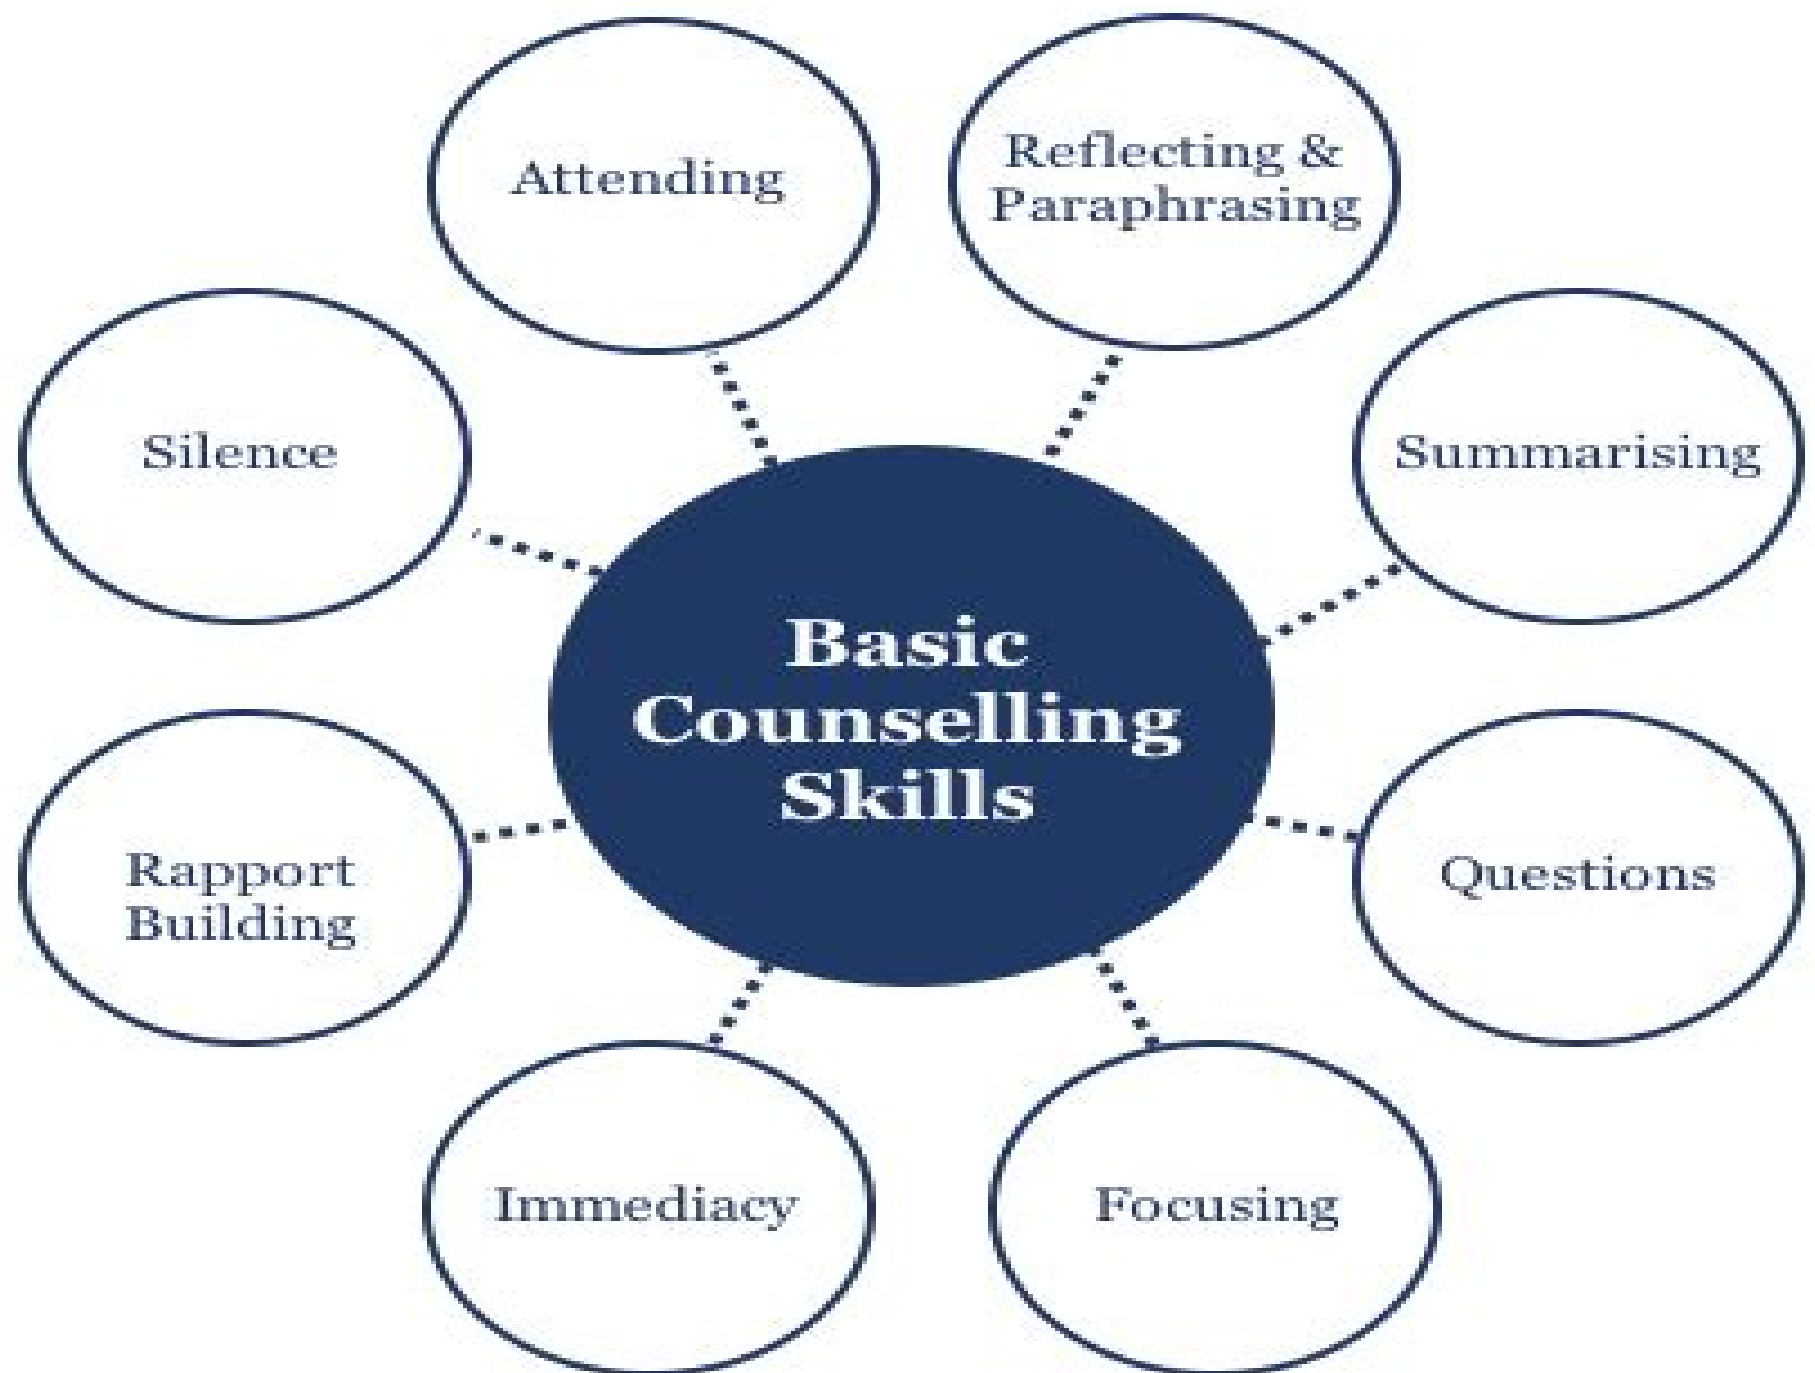 Attending
Reflecting &
Paraphrasing
Silence
Summarising
Basic
Counselling
Skills
Rapport
Building
Questions
Immediacy
Focusing